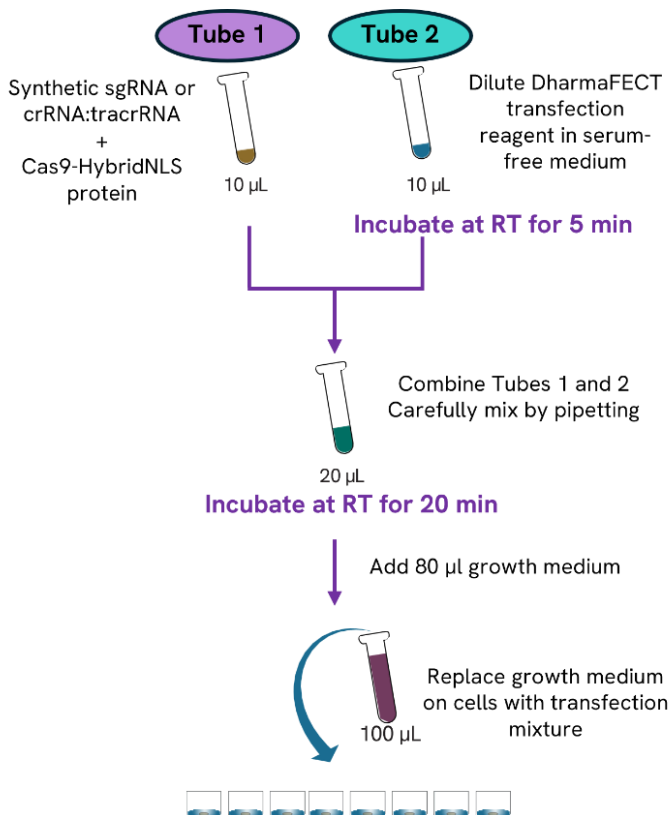 Tube 1
Tube 2
Synthetic sgRNA or
crRNA:tracrRNA
+
Cas9-HybridNLS
protein
10 µL
Dilute DharmaFECT
transfection
reagent in serum-
free medium
10 µL
Incubate at RT for 5 min
Combine Tubes 1 and 2
Carefully mix by pipetting
20 µL
Incubate at RT for 20 min
Add 80 µl growth medium
Replace growth medium
on cells with transfection
mixture
100 µL